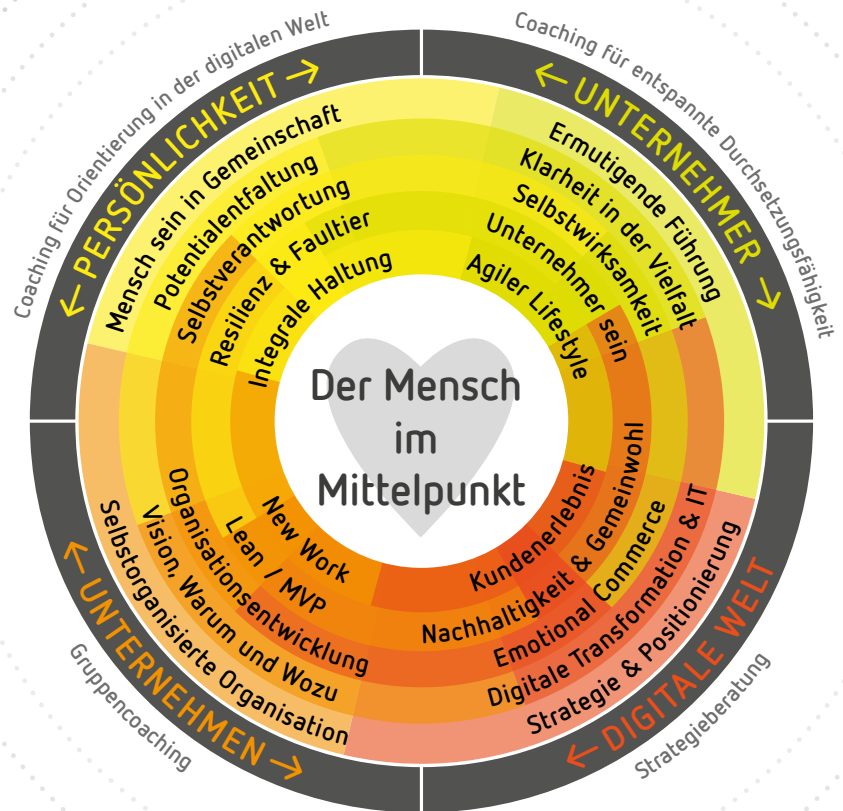 Coaching für Orientierung in der digitalen Welt
← PERSÖNLICHKEIT →
Mensch sein in Gemeinschaft
Potentialentfaltung
Selbstverantwortung
Resilienz & Faultier
Integrale Haltung
Coaching für entspannte Durchsetzungsfähigkeit
← UNTERNEHMER →
Ermutigende Führung
Klarheit in der Vielfalt
Selbstwirksamkeit
Unternehmer sein
Agiler Lifestyle
Der Mensch
im
Mittelpunkt
New Work
Lean / MVP
Organisationsentwicklung
Vision, Warum und Wozu
Selbstorganisierte Organisation
← UNTERNEHMEN →
Gruppencoaching
Kundenerlebnis
Nachhaltigkeit & Gemeinwohl
Emotional Commerce
Digitale Transformation & IT
Strategie & Positionierung
← DIGITALE WELT
Strategieberatung